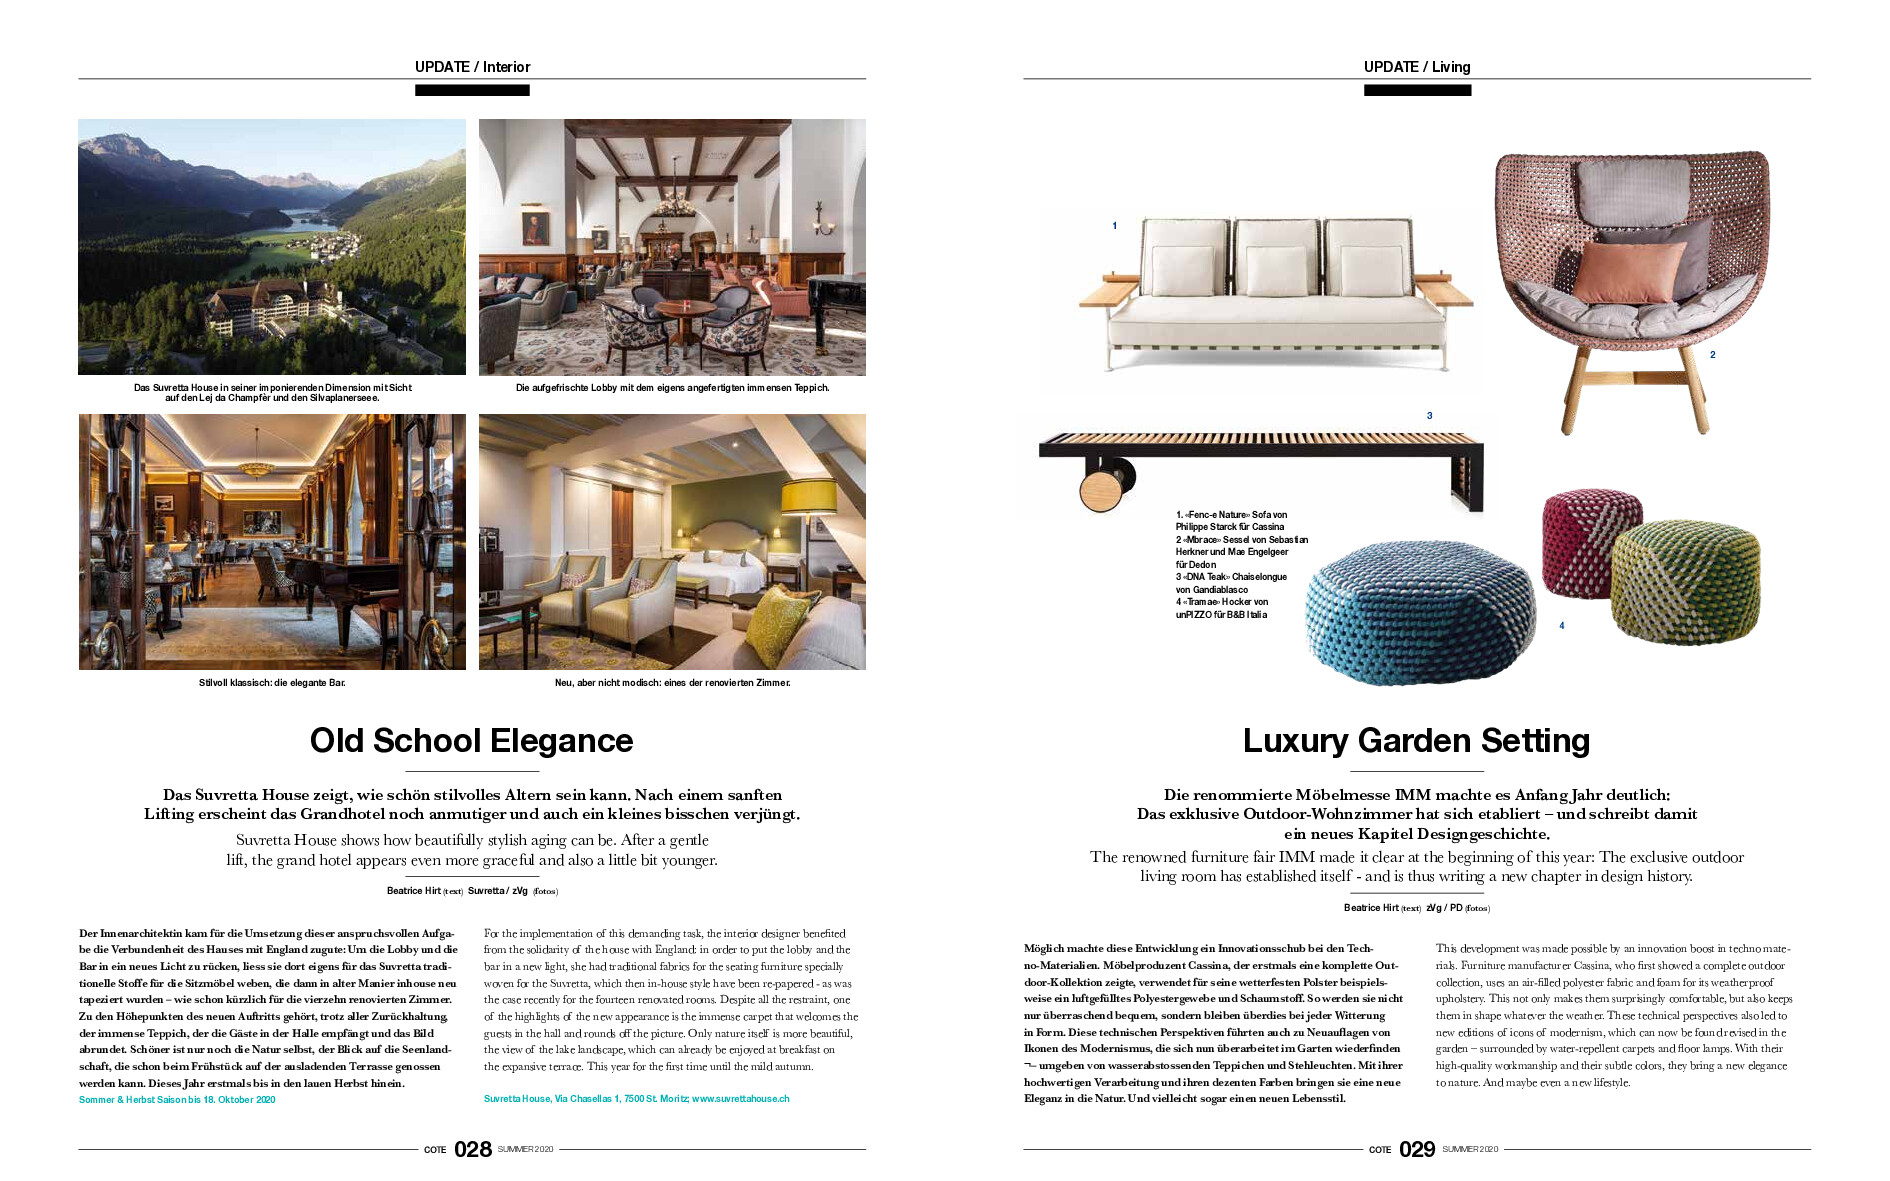 UPDATE / Interior
Das Suvretta House in seiner imponierenden Dimension mit Sicht
auf den Lej da Champfèr und den Silvaplanerseee.
Die aufgefrischte Lobby mit dem eigens angefertigten immensen Teppich.
Stilvoll klassisch: die elegante Bar.
Neu, aber nicht modisch: eines der renovierten Zimmer.
Old School Elegance
Das Suvretta House zeigt, wie schön stilvolles Altern sein kann. Nach einem sanften
Lifting erscheint das Grandhotel noch anmutiger und auch ein kleines bisschen verjüngt.
Suvretta House shows how beautifully stylish aging can be. After a gentle
lift, the grand hotel appears even more graceful and also a little bit younger.
Beatrice Hirt (text) Suvretta / zVg (fotos)
Der Innenarchitektin kam für die Umsetzung dieser anspruchsvollen Aufga-
be die Verbundenheit des Hauses mit England zugute: Um die Lobby und die
Bar in ein neues Licht zu rücken, liess sie dort eigens für das Suvretta tradi-
tionelle Stoffe für die Sitzmöbel weben, die dann in alter Manier inhouse neu
tapeziert wurden – wie schon kürzlich für die vierzehn renovierten Zimmer.
Zu den Höhepunkten des neuen Auftritts gehört, trotz aller Zurückhaltung,
der immense Teppich, der die Gäste in der Halle empfängt und das Bild
abrundet. Schöner ist nur noch die Natur selbst, der Blick auf die Seenland-
schaft, die schon beim Frühstück auf der ausladenden Terrasse genossen
werden kann. Dieses Jahr erstmals bis in den lauen Herbst hinein.
Sommer & Herbst Saison bis 18. Oktober 2020
For the implementation of this demanding task, the interior designer benefited
from the solidarity of the house with England: in order to put the lobby and the
bar in a new light, she had traditional fabrics for the seating furniture specially
woven for the Suvretta, which then in-house style have been re-papered - as was
the case recently for the fourteen renovated rooms. Despite all the restraint, one
of the highlights of the new appearance is the immense carpet that welcomes the
guests in the hall and rounds off the picture. Only nature itself is more beautiful,
the view of the lake landscape, which can already be enjoyed at breakfast on
the expansive terrace. This year for the first time until the mild autumn.
Suvretta House, Via Chasellas 1, 7500 St. Moritz; www.suvrettahouse.ch
COTE 028 SUMMER 2020
UPDATE / Living
1
2
3
1. «Fenc-e Nature» Sofa von
Philippe Starck für Cassina
2 «Mbrace» Sessel von Sebastian
Herkner und Mae Engelgeer
für Dedon
3 «DNA Teak» Chaiselongue
von Gandiablasco
4 «Tramae» Hocker von
unPIZZO für B&B Italia
4
Luxury Garden Setting
Die renommierte Möbelmesse IMM machte es Anfang Jahr deutlich:
Das exklusive Outdoor-Wohnzimmer hat sich etabliert – und schreibt damit
ein neues Kapitel Designgeschichte.
The renowned furniture fair IMM made it clear at the beginning of this year: The exclusive outdoor
living room has established itself - and is thus writing a new chapter in design history.
Beatrice Hirt (text) zVg / PD (fotos)
Möglich machte diese Entwicklung ein Innovationsschub bei den Tech-
no-Materialien. Möbelproduzent Cassina, der erstmals eine komplette Out-
door-Kollektion zeigte, verwendet für seine wetterfesten Polster beispiels-
weise ein luftgefülltes Polyestergewebe und Schaumstoff. So werden sie nicht
nur überraschend bequem, sondern bleiben überdies bei jeder Witterung
in Form. Diese technischen Perspektiven führten auch zu Neuauflagen von
Ikonen des Modernismus, die sich nun überarbeitet im Garten wiederfinden
¬– umgeben von wasserabstossenden Teppichen und Stehleuchten. Mit ihrer
hochwertigen Verarbeitung und ihren dezenten Farben bringen sie eine neue
Eleganz in die Natur. Und vielleicht sogar einen neuen Lebensstil.
This development was made possible by an innovation boost in techno mate-
rials. Furniture manufacturer Cassina, who first showed a complete outdoor
collection, uses an air-filled polyester fabric and foam for its weatherproof
upholstery. This not only makes them surprisingly comfortable, but also keeps
them in shape whatever the weather. These technical perspectives also led to
new editions of icons of modernism, which can now be found revised in the
garden – surrounded by water-repellent carpets and floor lamps. With their
high-quality workmanship and their subtle colors, they bring a new elegance
to nature. And maybe even a new lifestyle.
COTE 029 SUMMER 2020